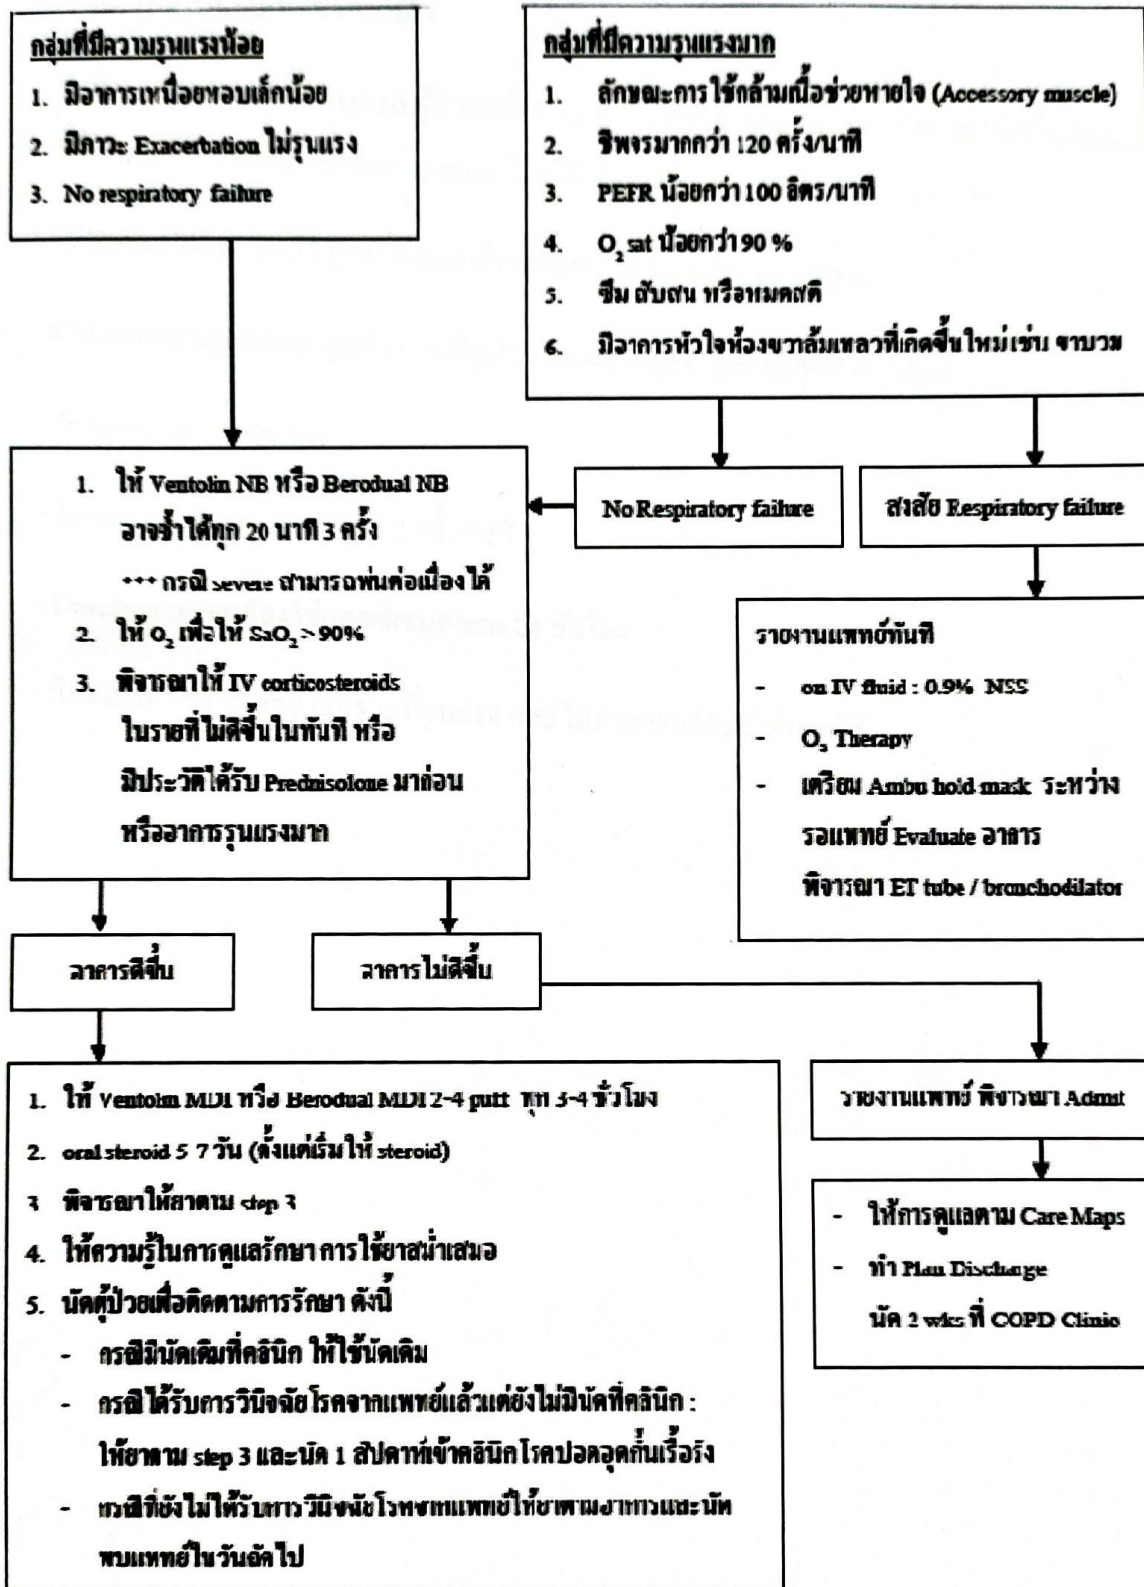 กลุ่มที่มีความรุนแรงน้อย
1. มีอาการเหนื่อยหอบเล็กน้อย
2. มีภาวะ Exacerbation ไม่รุนแรง
3. No respiratory failure
กลุ่มที่มีความรุนแรงมาก
1. ลักษณะการใช้กล้ามเนื้อช่วยหายใจ (Accessory muscle)
2. ชีพจรมากกว่า 120 ครั้ง/นาที
3. PEFR น้อยกว่า 100 ลิตร/นาที
4. O₂ sat น้อยกว่า 90 %
5. ซึม สับสน หรือหมดสติ
6. มีอาการหัวใจห้องขวาล้มเหลวที่เกิดขึ้นใหม่เช่น ขาบวม
1. ให้ Ventolin NB หรือ Berodual NB
อาจซ้ำได้ทุก 20 นาที 3 ครั้ง
*** กรณี severe สามารถพ่นต่อเนื่องได้
2. ให้ O₂ เพื่อให้ SaO₂ > 90%
3. พิจารณาให้ IV corticosteroids
ในรายที่ไม่ดีขึ้นในทันที หรือ
มีประวัติได้รับ Prednisolone มาก่อน
หรืออาการรุนแรงมาก
No Respiratory failure
สงสัย Respiratory failure
รายงานแพทย์ทันที
- on IV fluid : 0.9% NSS
- O₂ Therapy
- เตรียม Ambu hold mask ระหว่าง
รอแพทย์ Evaluate อาการ
พิจารณา ET tube / bronchodilator
อาการดีขึ้น
อาการไม่ดีขึ้น
1. ให้ Ventolin MDI หรือ Berodual MDI 2-4 puff ทุก 3-4 ชั่วโมง
2. oral steroid 5 7 วัน (ตั้งแต่เริ่มให้ steroid)
3 พิจารณาให้ยาตาม step 3
4. ให้ความรู้ในการดูแลรักษา การใช้ยาสม่ำเสมอ
5. นัดผู้ป่วยเพื่อติดตามการรักษา ดังนี้
- กรณีมีนัดเดิมที่คลินิก ให้ใช้นัดเดิม
- กรณีได้รับการวินิจฉัยโรคจากแพทย์แล้วแต่ยังไม่มีนัดที่คลินิก :
ให้ยาตาม step 3 และนัด 1 สัปดาห์เข้าคลินิกโรคปอดอุดกั้นเรื้อรัง
- กรณีที่ยังไม่ได้รับการวินิจฉัยโรคจากแพทย์ให้ยาตามอาการและนัด
พบแพทย์ในวันถัดไป
รายงานแพทย์ พิจารณา Admit
- ให้การดูแลตาม Care Maps
- ทำ Plan Discharge
นัด 2 wks ที่ COPD Clinic